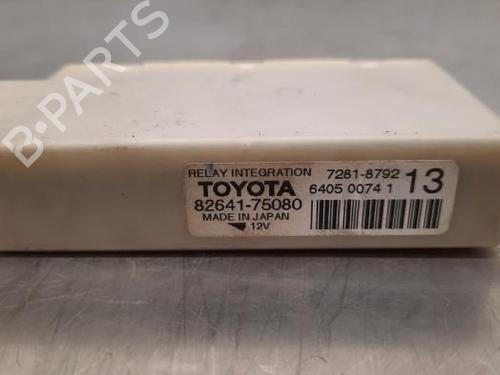 B-PARTS
RELAY INTEGRATION 7281-8792 13
TOYOTA 6405 0074 1
82641-75080
MADE IN JAPAN
12V